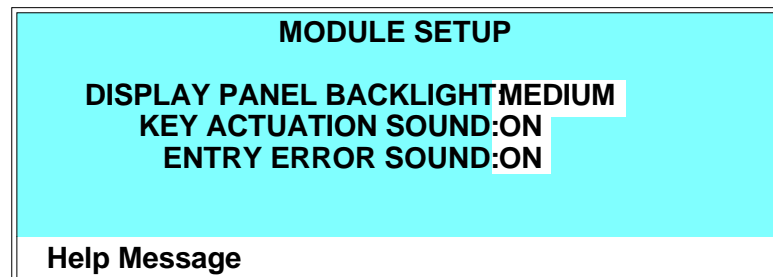 MODULE SETUP
DISPLAY PANEL BACKLIGHT:MEDIUM
KEY ACTUATION SOUND:ON
ENTRY ERROR SOUND:ON
Help Message